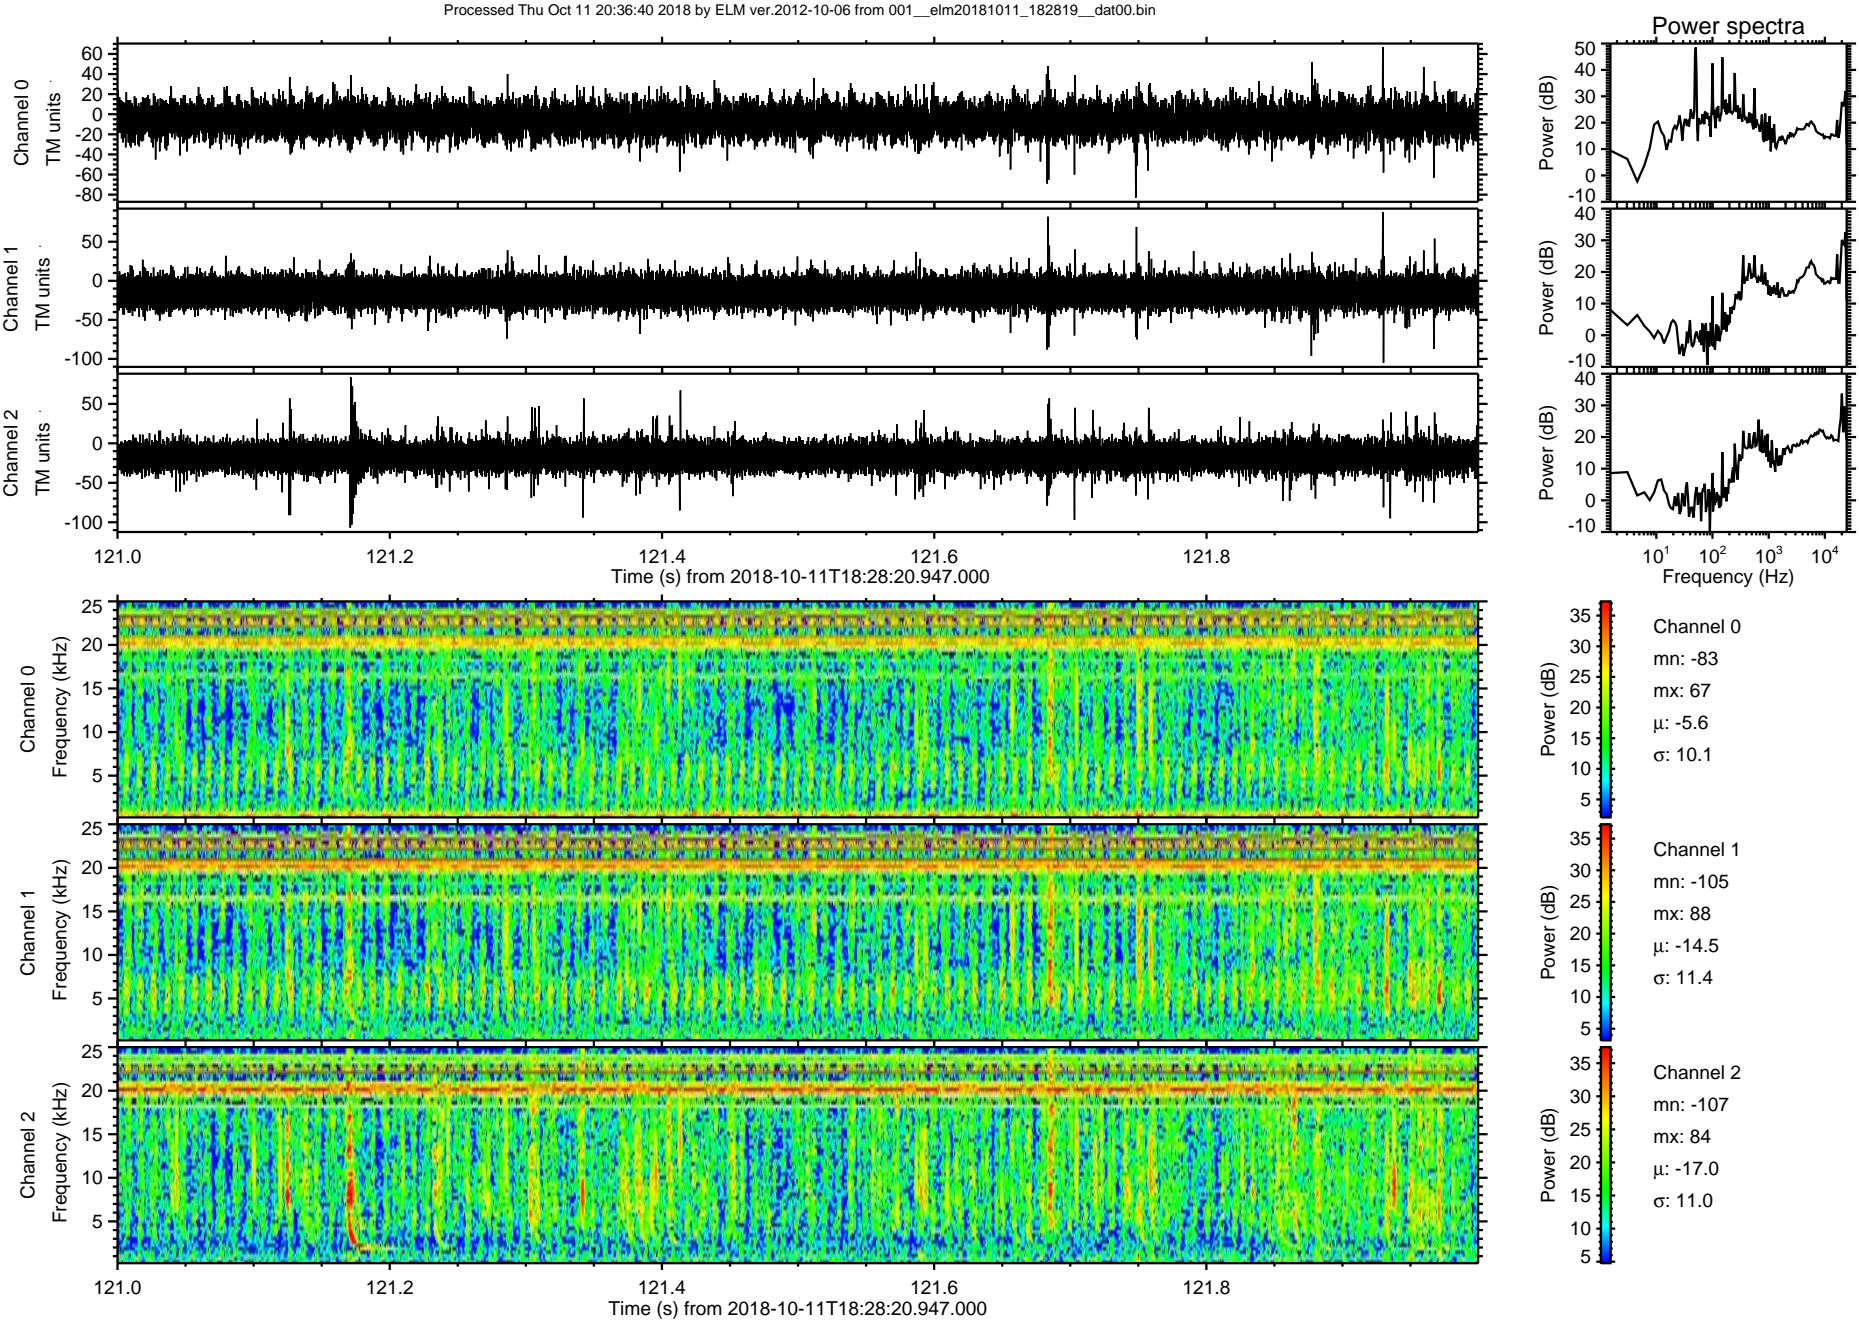 Processed Thu Oct 11 20:36:40 2018 by ELM ver.2012-10-06 from 001__elm20181011_182819__dat00.bin
Power spectra
Channel 0
TM units
60
40
20
0
-20
-40
-60
-80
Power (dB)
50
40
30
20
10
0
-10
Channel 1
TM units
50
0
-50
-100
Power (dB)
40
30
20
10
0
-10
Channel 2
TM units
50
0
-50
-100
Power (dB)
40
30
20
10
0
-10
121.0 121.2 121.4 121.6 121.8
Time (s) from 2018-10-11T18:28:20.947.000
10^1 10^2 10^3 10^4
Frequency (Hz)
Channel 0
Frequency (kHz)
25
20
15
10
5
Power (dB)
35
30
25
20
15
10
5
Channel 0
mn: -83
mx: 67
μ: -5.6
σ: 10.1
Channel 1
Frequency (kHz)
25
20
15
10
5
Power (dB)
35
30
25
20
15
10
5
Channel 1
mn: -105
mx: 88
μ: -14.5
σ: 11.4
Channel 2
Frequency (kHz)
25
20
15
10
5
Power (dB)
35
30
25
20
15
10
5
Channel 2
mn: -107
mx: 84
μ: -17.0
σ: 11.0
121.0 121.2 121.4 121.6 121.8
Time (s) from 2018-10-11T18:28:20.947.000